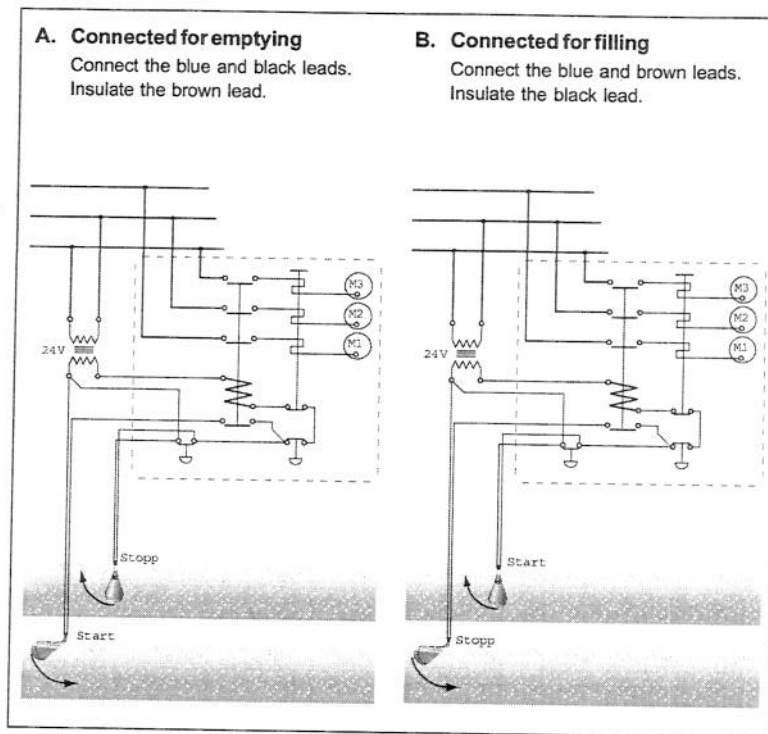 A. Connected for emptying
Connect the blue and black leads.
Insulate the brown lead.
M3
M2
M1
24V
Stopp
Start
B. Connected for filling
Connect the blue and brown leads.
Insulate the black lead.
M3
M2
M1
24V
Start
Stopp